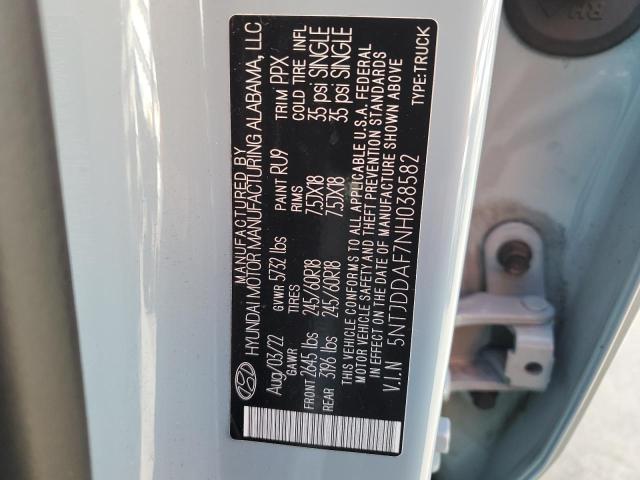 MANUFACTURED BY
HYUNDAI MOTOR MANUFACTURING ALABAMA, LLC
Aug/03/22 GVWR 5732 lbs PAINT RU9 TRIM PPX
GAWR TIRES RIMS COLD TIRE INFL
FRONT 2645 lbs 245/60R18 7.5JX18 35 psi SINGLE
REAR 3196 lbs 245/60R18 7.5JX18 35 psi SINGLE
THIS VEHICLE CONFORMS TO ALL APPLICABLE U.S.A. FEDERAL
MOTOR VEHICLE SAFETY AND THEFT PREVENTION STANDARDS
IN EFFECT ON THE DATE OF MANUFACTURE SHOWN ABOVE
V.I.N 5NTJDDAF7NH038582 TYPE:TRUCK
RH